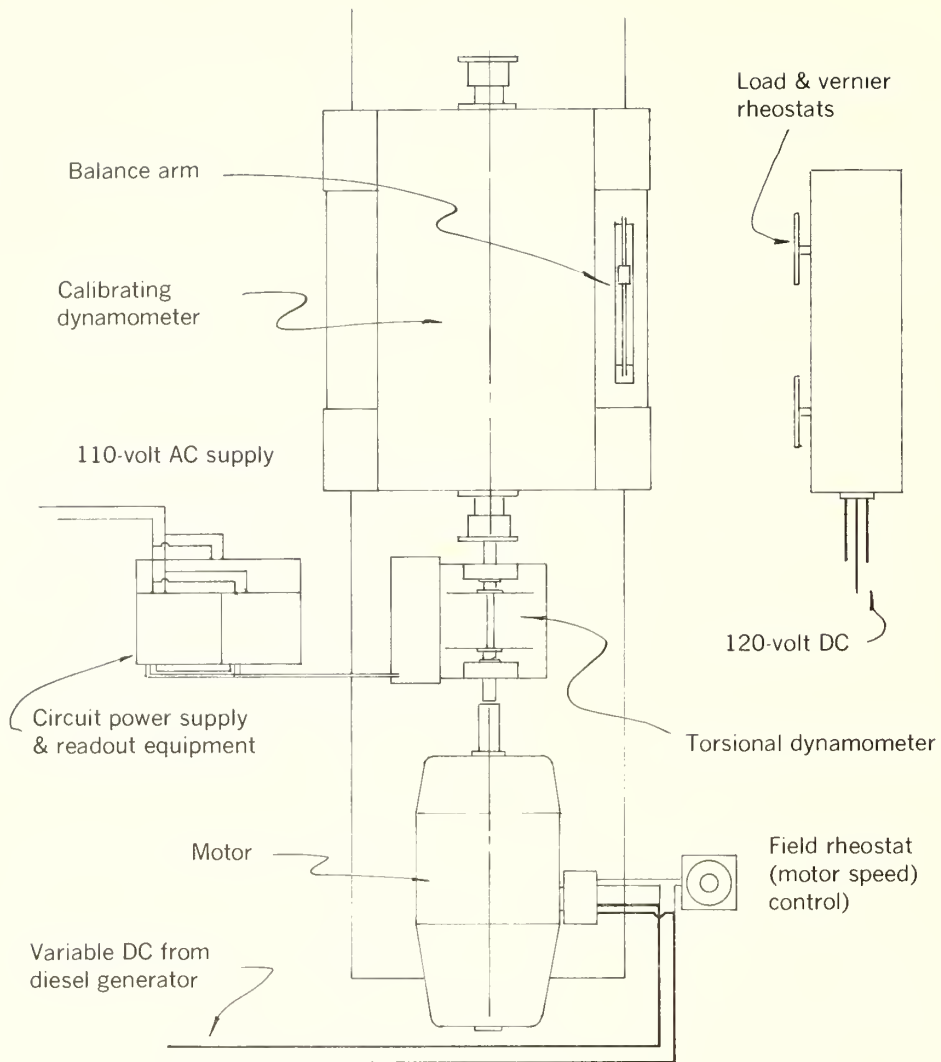 Load & vernier
rheostats
Balance arm
Calibrating
dynamometer
110-volt AC supply
120-volt DC
Circuit power supply
& readout equipment
Torsional dynamometer
Motor
Field rheostat
(motor speed)
control)
Variable DC from
diesel generator